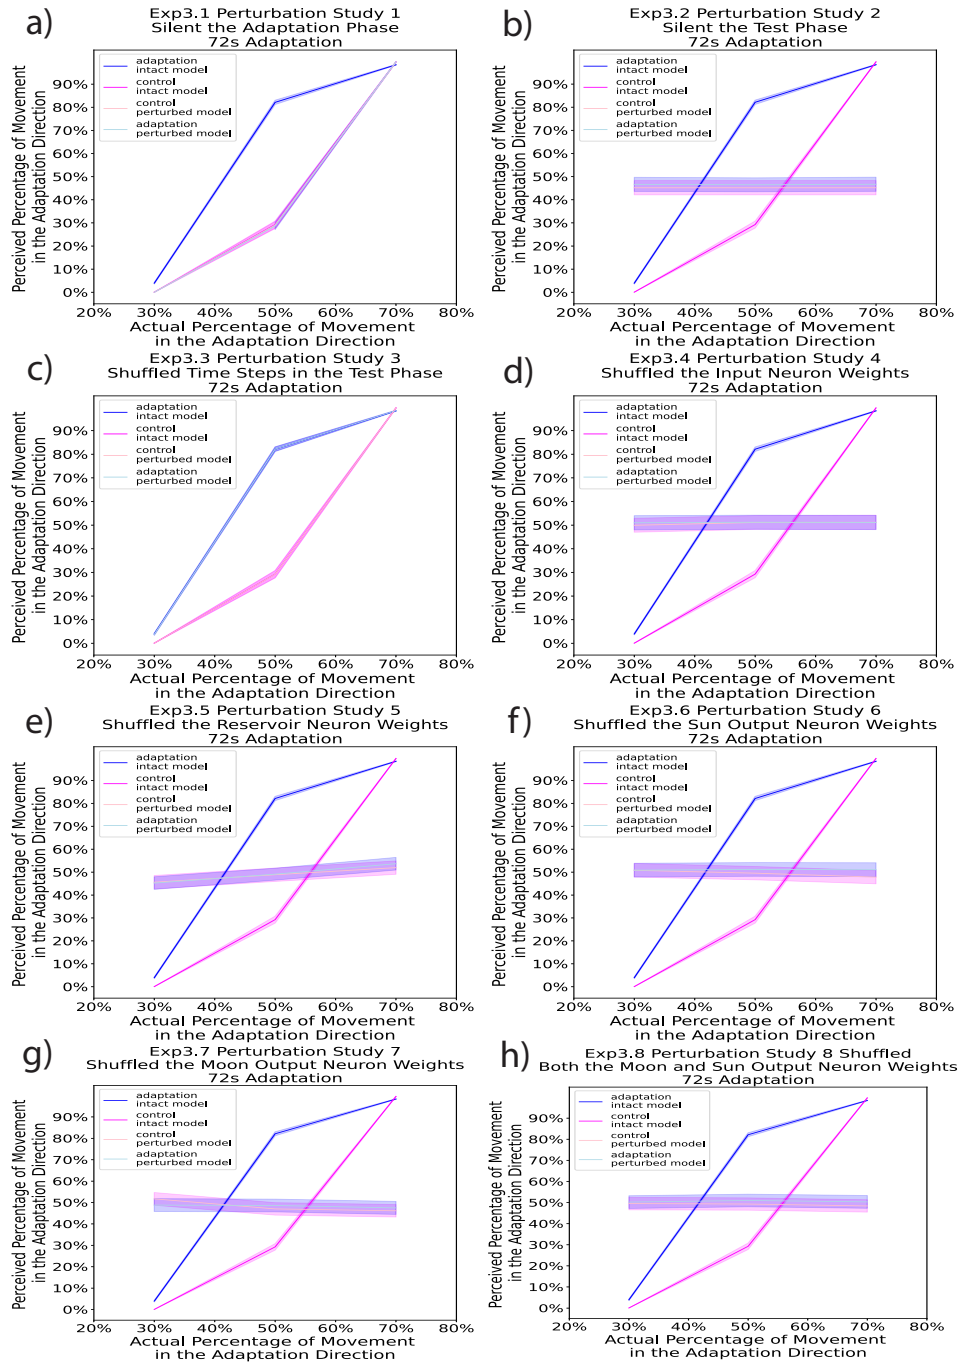 a)
Exp3.1 Perturbation Study 1
Silent the Adaptation Phase
72s Adaptation
adaptation
intact model
control
intact model
control
perturbed model
adaptation
perturbed model
Perceived Percentage of Movement
in the Adaptation Direction
90%
80%
70%
60%
50%
40%
30%
20%
10%
0%
20% 30% 40% 50% 60% 70% 80%
Actual Percentage of Movement
in the Adaptation Direction
b)
Exp3.2 Perturbation Study 2
Silent the Test Phase
72s Adaptation
adaptation
intact model
control
intact model
control
perturbed model
adaptation
perturbed model
Perceived Percentage of Movement
in the Adaptation Direction
90%
80%
70%
60%
50%
40%
30%
20%
10%
0%
20% 30% 40% 50% 60% 70% 80%
Actual Percentage of Movement
in the Adaptation Direction
c)
Exp3.3 Perturbation Study 3
Shuffled Time Steps in the Test Phase
72s Adaptation
adaptation
intact model
control
intact model
control
perturbed model
adaptation
perturbed model
Perceived Percentage of Movement
in the Adaptation Direction
90%
80%
70%
60%
50%
40%
30%
20%
10%
0%
20% 30% 40% 50% 60% 70% 80%
Actual Percentage of Movement
in the Adaptation Direction
d)
Exp3.4 Perturbation Study 4
Shuffled the Input Neuron Weights
72s Adaptation
adaptation
intact model
control
intact model
control
perturbed model
adaptation
perturbed model
Perceived Percentage of Movement
in the Adaptation Direction
90%
80%
70%
60%
50%
40%
30%
20%
10%
0%
20% 30% 40% 50% 60% 70% 80%
Actual Percentage of Movement
in the Adaptation Direction
e)
Exp3.5 Perturbation Study 5
Shuffled the Reservoir Neuron Weights
72s Adaptation
adaptation
intact model
control
intact model
control
perturbed model
adaptation
perturbed model
Perceived Percentage of Movement
in the Adaptation Direction
90%
80%
70%
60%
50%
40%
30%
20%
10%
0%
20% 30% 40% 50% 60% 70% 80%
Actual Percentage of Movement
in the Adaptation Direction
f)
Exp3.6 Perturbation Study 6
Shuffled the Sun Output Neuron Weights
72s Adaptation
adaptation
intact model
control
intact model
control
perturbed model
adaptation
perturbed model
Perceived Percentage of Movement
in the Adaptation Direction
90%
80%
70%
60%
50%
40%
30%
20%
10%
0%
20% 30% 40% 50% 60% 70% 80%
Actual Percentage of Movement
in the Adaptation Direction
g)
Exp3.7 Perturbation Study 7
Shuffled the Moon Output Neuron Weights
72s Adaptation
adaptation
intact model
control
intact model
control
perturbed model
adaptation
perturbed model
Perceived Percentage of Movement
in the Adaptation Direction
90%
80%
70%
60%
50%
40%
30%
20%
10%
0%
20% 30% 40% 50% 60% 70% 80%
Actual Percentage of Movement
in the Adaptation Direction
h)
Exp3.8 Perturbation Study 8 Shuffled
Both the Moon and Sun Output Neuron Weights
72s Adaptation
adaptation
intact model
control
intact model
control
perturbed model
adaptation
perturbed model
Perceived Percentage of Movement
in the Adaptation Direction
90%
80%
70%
60%
50%
40%
30%
20%
10%
0%
20% 30% 40% 50% 60% 70% 80%
Actual Percentage of Movement
in the Adaptation Direction